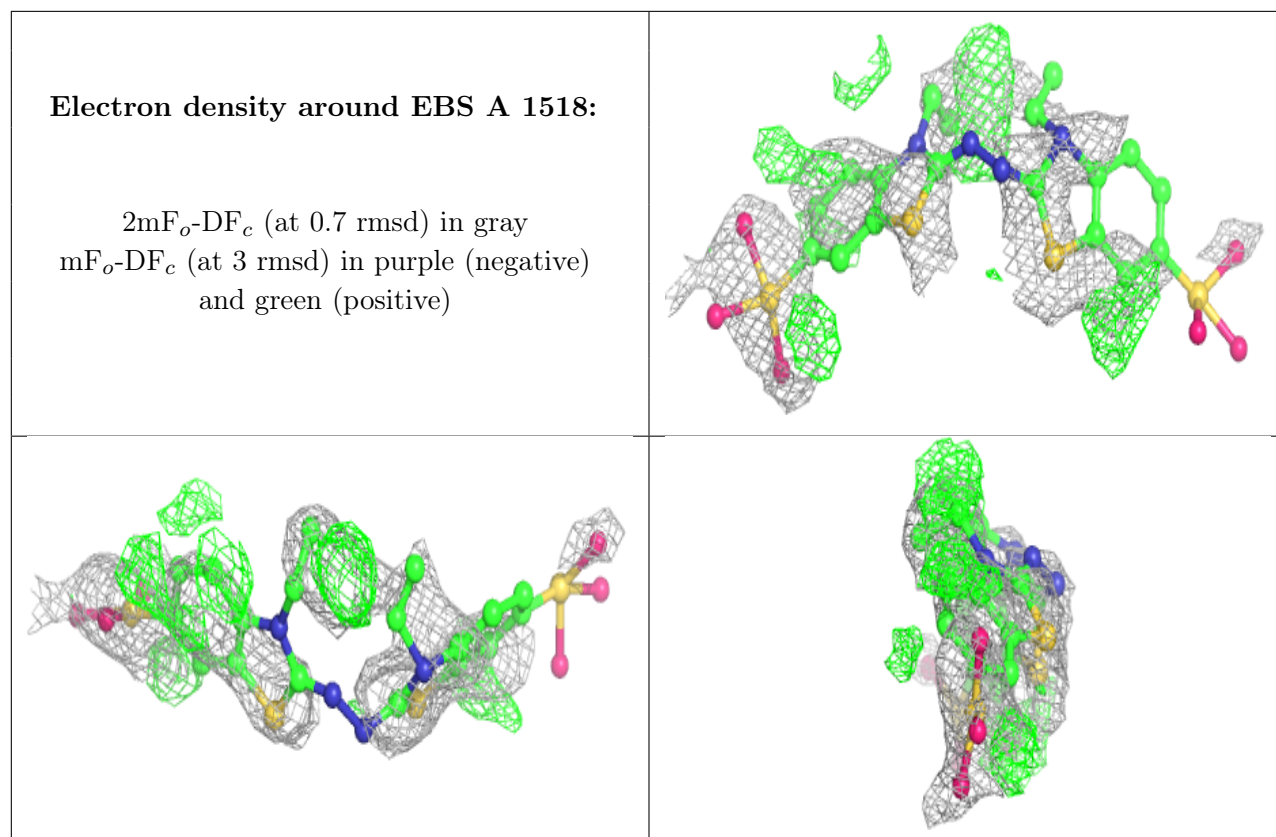 Electron density around EBS A 1518:
2mFo-DFc (at 0.7 rmsd) in gray
mFo-DFc (at 3 rmsd) in purple (negative)
and green (positive)